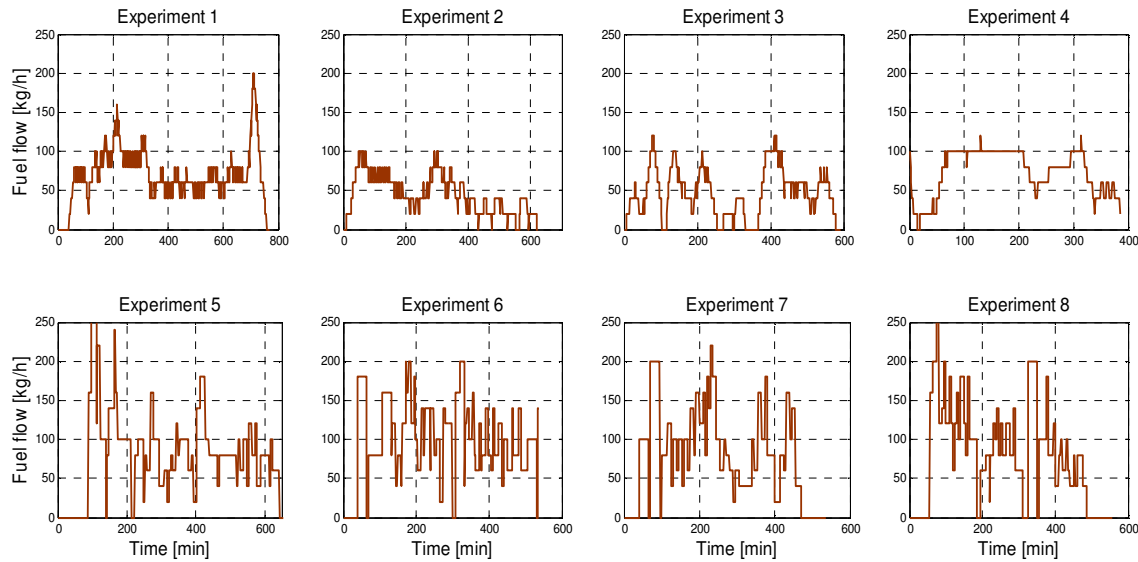 Experiment 1 Experiment 2 Experiment 3 Experiment 4
Fuel flow [kg/h]
250 250 250 250
200 200 200 200
150 150 150 150
100 100 100 100
50 50 50 50
0 0 0 0
0 200 400 600 800 0 200 400 600 800 0 200 400 600 0 100 200 300 400
Experiment 5 Experiment 6 Experiment 7 Experiment 8
Fuel flow [kg/h]
250 250 250 250
200 200 200 200
150 150 150 150
100 100 100 100
50 50 50 50
0 0 0 0
0 200 400 600 0 200 400 600 0 200 400 600 0 200 400 600
Time [min] Time [min] Time [min] Time [min]